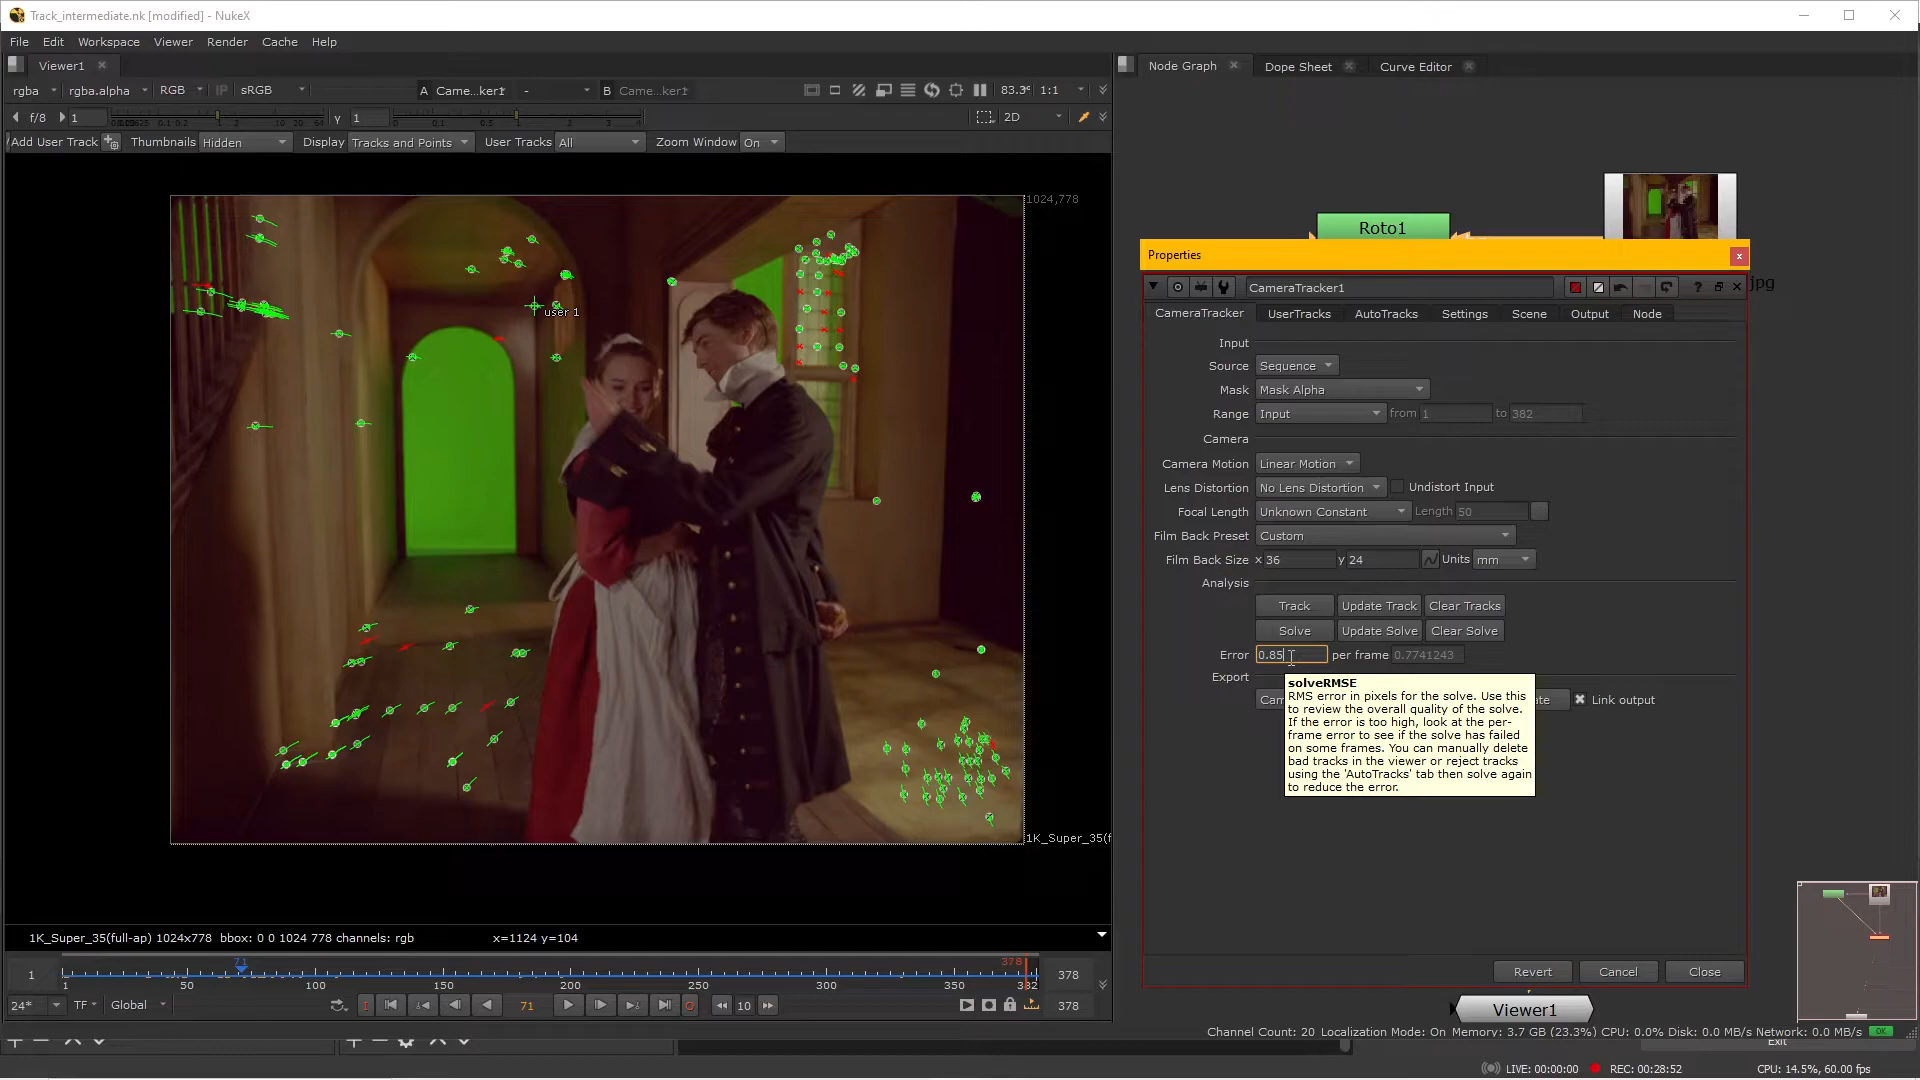 Track_intermediate.nk [modified] - NukeX
File Edit Workspace Viewer Render Cache Help
Viewer1
Node Graph Dope Sheet Curve Editor
rgba rgba.alpha RGB IP sRGB A Came...ker1 - B Came...ker1 1:1
f/8 1 γ 1 2D
Add User Track Thumbnails Hidden Display Tracks and Points User Tracks All Zoom Window On
1024,778
user 1
1K_Super_35(f
Roto1
jpg
Properties
CameraTracker1
CameraTracker UserTracks AutoTracks Settings Scene Output Node
Input
Source Sequence
Mask Mask Alpha
Range Input from 1 to 382
Camera
Camera Motion Linear Motion
Lens Distortion No Lens Distortion Undistort Input
Focal Length Unknown Constant Length 50
Film Back Preset Custom
Film Back Size x 36 y 24 Units mm
Analysis
Track Update Track Clear Tracks
Solve Update Solve Clear Solve
Error 0.85 per frame 0.7741243
Export
Cam ate Link output
solveRMSE
RMS error in pixels for the solve. Use this
to review the overall quality of the solve.
If the error is too high, look at the per-
frame error to see if the solve has failed
on some frames. You can manually delete
bad tracks in the viewer or reject tracks
using the 'AutoTracks' tab then solve again
to reduce the error.
Revert Cancel Close
1K_Super_35(full-ap) 1024x778 bbox: 0 0 1024 778 channels: rgb x=1124 y=104
71 378
1 378
1 50 100 150 200 250 300 350 382
24* TF Global 71 10 378
Viewer1
Channel Count: 20 Localization Mode: On Memory: 3.7 GB (23.3%) CPU: 0.0% Disk: 0.0 MB/s Network: 0.0 MB/s OK
Exit
LIVE: 00:00:00 REC: 00:28:52 CPU: 14.5%, 60.00 fps